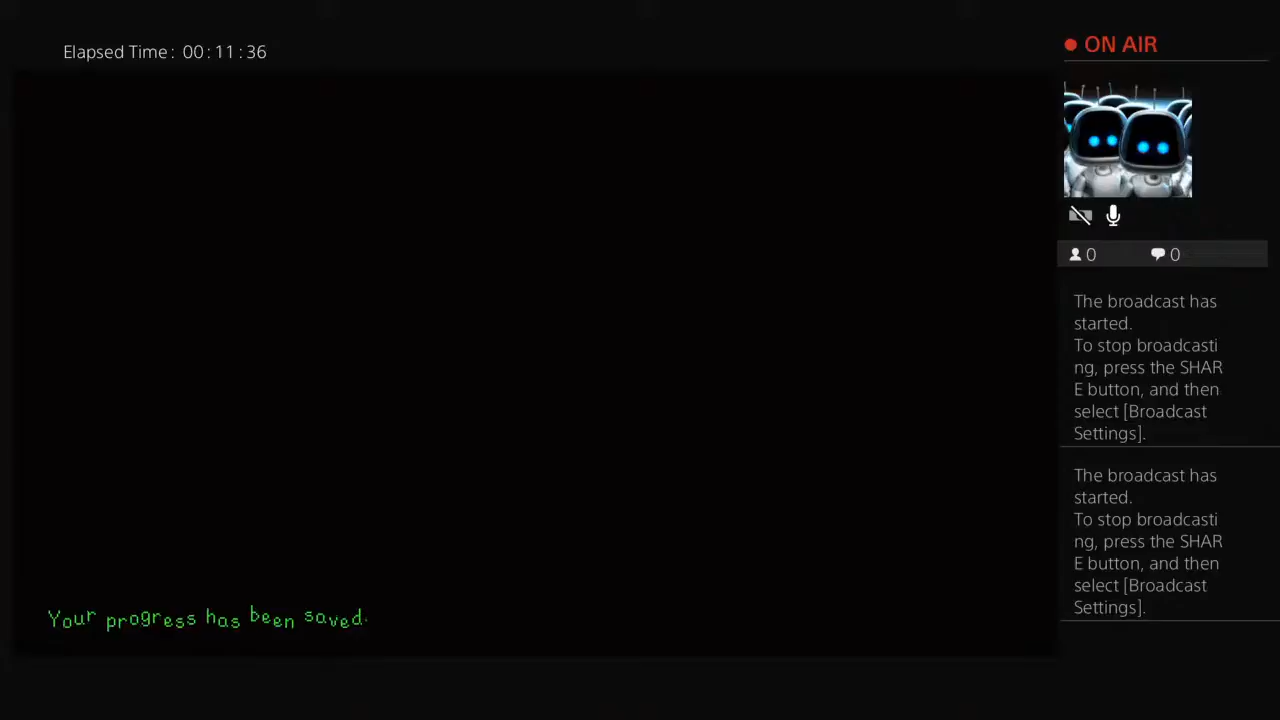 Elapsed Time: 00:11:36
ON AIR
0 0
The broadcast has
started.
To stop broadcasti
ng, press the SHAR
E button, and then
select [Broadcast
Settings].
The broadcast has
started.
To stop broadcasti
ng, press the SHAR
E button, and then
select [Broadcast
Settings].
Your progress has been saved.